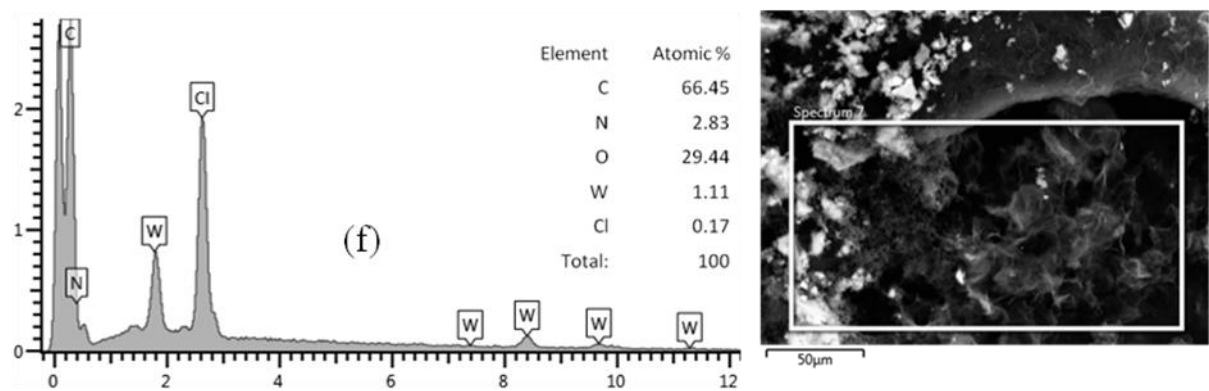 C
Cl
W
N
W
W
W
W
(f)
2
1
0
0 2 4 6 8 10 12
Element Atomic %
C 66.45
N 2.83
O 29.44
W 1.11
Cl 0.17
Total: 100
Spectrum 7
50µm